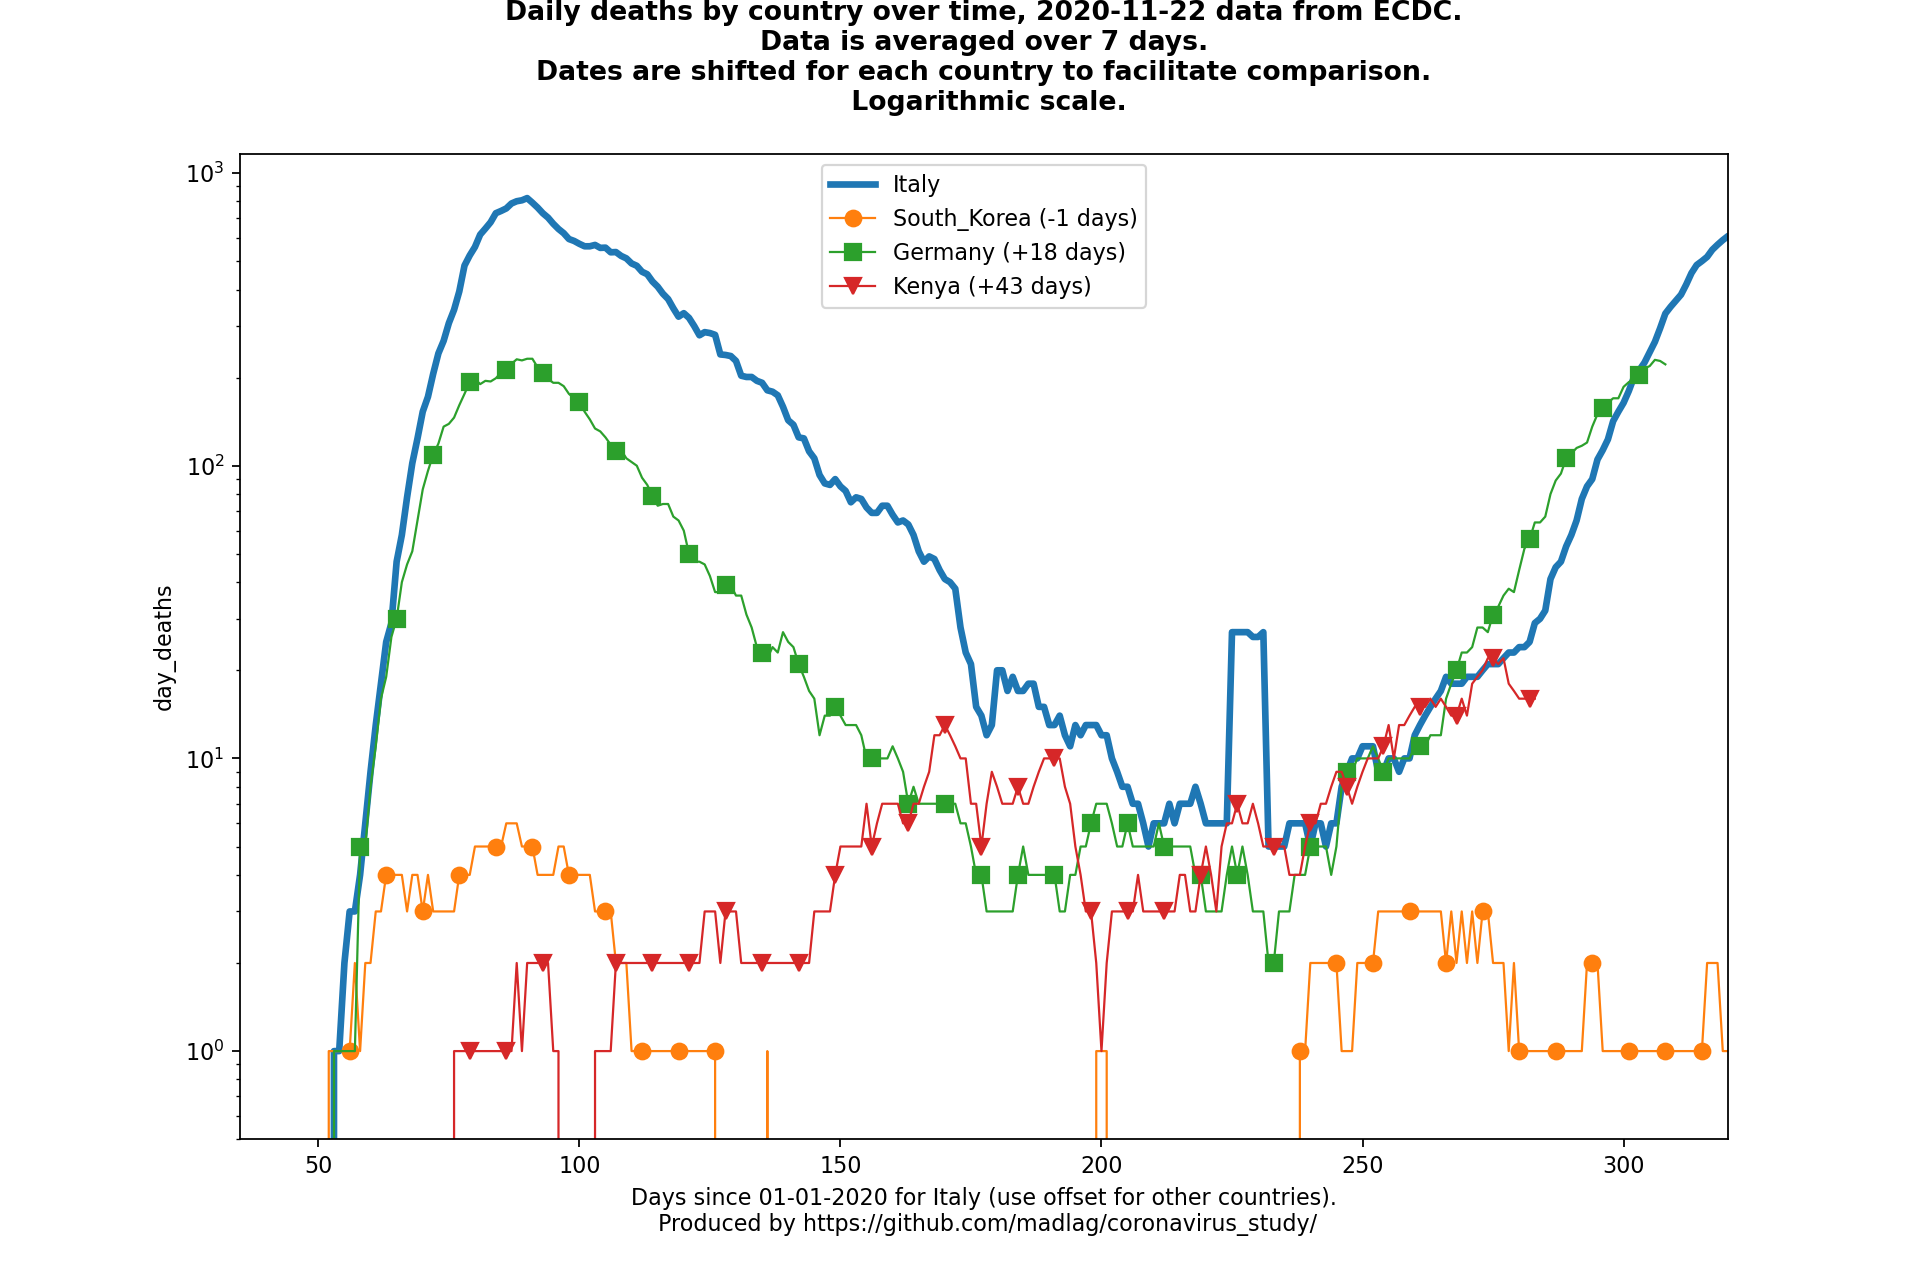 Daily deaths by country over time, 2020-11-22 data from ECDC.
Data is averaged over 7 days.
Dates are shifted for each country to facilitate comparison.
Logarithmic scale.
10³
Italy
South_Korea (-1 days)
Germany (+18 days)
Kenya (+43 days)
10²
day_deaths
10¹
10⁰
50 100 150 200 250 300
Days since 01-01-2020 for Italy (use offset for other countries).
Produced by https://github.com/madlag/coronavirus_study/